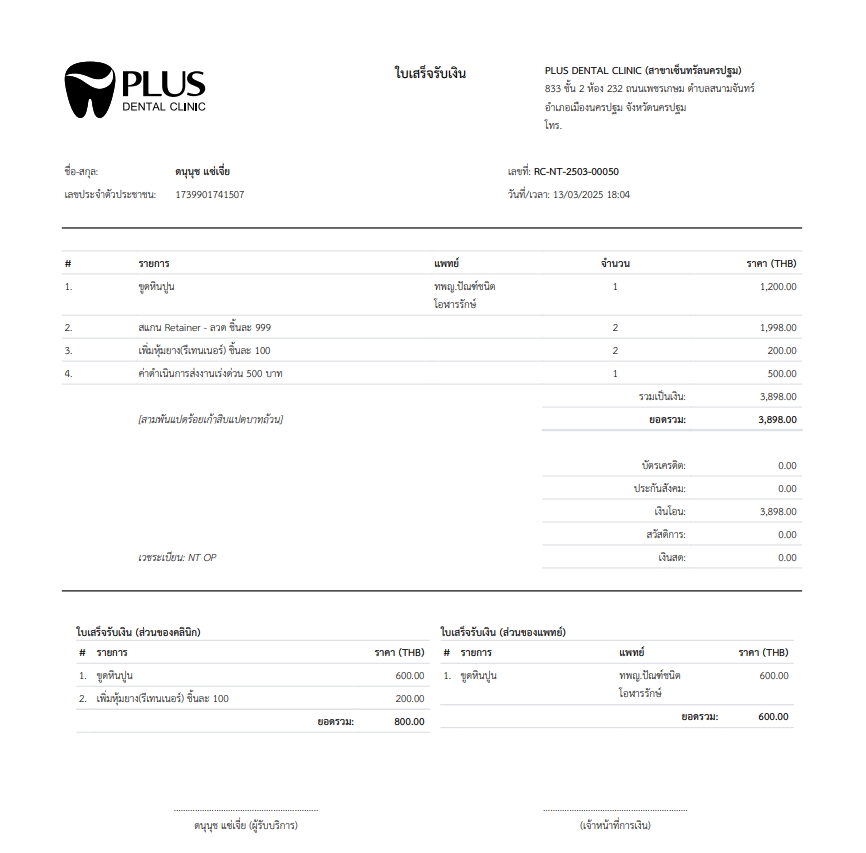 PLUS
DENTAL CLINIC
ใบเสร็จรับเงิน
PLUS DENTAL CLINIC (สาขาเซ็นทรัลนครปฐม)
833 ชั้น 2 ห้อง 232 ถนนเพชรเกษม ตำบลสนามจันทร์
อำเภอเมืองนครปฐม จังหวัดนครปฐม
โทร.
ชื่อ-สกุล: ดนุนุช แซ่เจี่ย
เลขที่: RC-NT-2503-00050
เลขประจำตัวประชาชน: 1739901741507
วันที่/เวลา: 13/03/2025 18:04
# รายการ แพทย์ จำนวน ราคา (THB)
1. ขูดหินปูน ทพญ.ปัณฑ์ชนิต 1 1,200.00
โอฬารรักษ์
2. สแกน Retainer - ลวด ชิ้นละ 999 2 1,998.00
3. เพิ่มหุ้มยาง(รีเทนเนอร์) ชิ้นละ 100 2 200.00
4. ค่าดำเนินการส่งงานเร่งด่วน 500 บาท 1 500.00
รวมเป็นเงิน: 3,898.00
[สามพันแปดร้อยเก้าสิบแปดบาทถ้วน] ยอดรวม: 3,898.00
บัตรเครดิต: 0.00
ประกันสังคม: 0.00
เงินโอน: 3,898.00
สวัสดิการ: 0.00
เวชระเบียน: NT OP เงินสด: 0.00
ใบเสร็จรับเงิน (ส่วนของคลินิก)
# รายการ ราคา (THB)
1. ขูดหินปูน 600.00
2. เพิ่มหุ้มยาง(รีเทนเนอร์) ชิ้นละ 100 200.00
ยอดรวม: 800.00
ใบเสร็จรับเงิน (ส่วนของแพทย์)
# รายการ แพทย์ ราคา (THB)
1. ขูดหินปูน ทพญ.ปัณฑ์ชนิต 600.00
โอฬารรักษ์
ยอดรวม: 600.00
ดนุนุช แซ่เจี่ย (ผู้รับบริการ)
(เจ้าหน้าที่การเงิน)